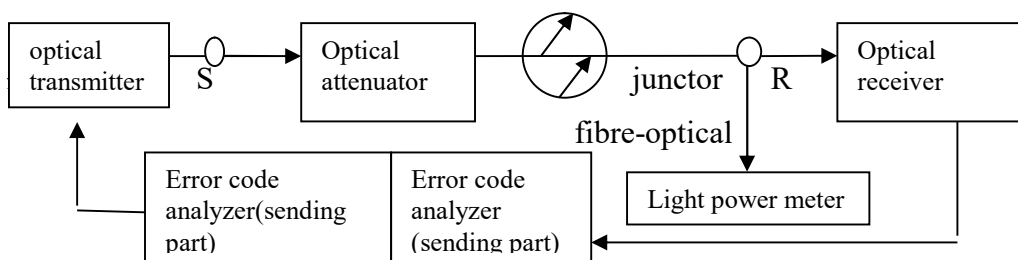 optical
transmitter
S
Optical
attenuator
junctor
R
Optical
receiver
fibre-optical
Light power meter
Error code
analyzer(sending
part)
Error code
analyzer
(sending part)